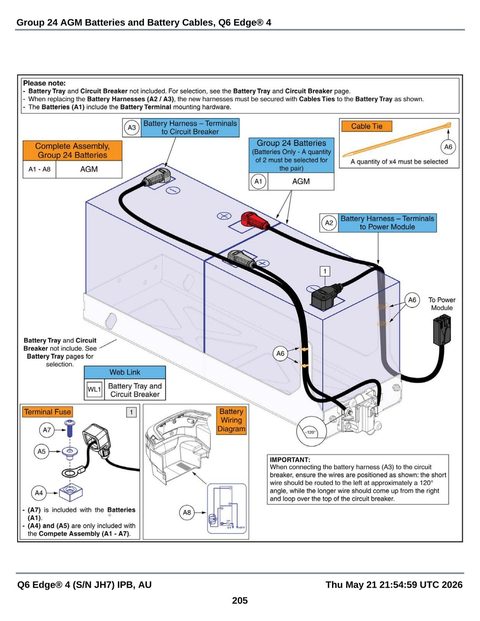 Group 24 AGM Batteries and Battery Cables, Q6 Edge® 4
Please note:
- Battery Tray and Circuit Breaker not included. For selection, see the Battery Tray and Circuit Breaker page.
- When replacing the Battery Harnesses (A2 / A3), the new harnesses must be secured with Cables Ties to the Battery Tray as shown.
- The Batteries (A1) include the Battery Terminal mounting hardware.
A3
Battery Harness – Terminals
to Circuit Breaker
Cable Tie
A6
A quantity of x4 must be selected
Complete Assembly,
Group 24 Batteries
A1 - A8
AGM
Group 24 Batteries
(Batteries Only - A quantity
of 2 must be selected for
the pair)
A1
AGM
A2
Battery Harness – Terminals
to Power Module
1
A6
To Power
Module
A6
Battery Tray and Circuit
Breaker not include. See
Battery Tray pages for
selection.
Web Link
WL1
Battery Tray and
Circuit Breaker
Terminal Fuse
1
A7
A5
A4
- (A7) is included with the Batteries
(A1).
- (A4) and (A5) are only included with
the Compete Assembly (A1 - A7).
Battery
Wiring
Diagram
A8
~120°
IMPORTANT:
When connecting the battery harness (A3) to the circuit
breaker, ensure the wires are positioned as shown: the short
wire should be routed to the left at approximately a 120°
angle, while the longer wire should come up from the right
and loop over the top of the circuit breaker.
Q6 Edge® 4 (S/N JH7) IPB, AU
Thu May 21 21:54:59 UTC 2026
205